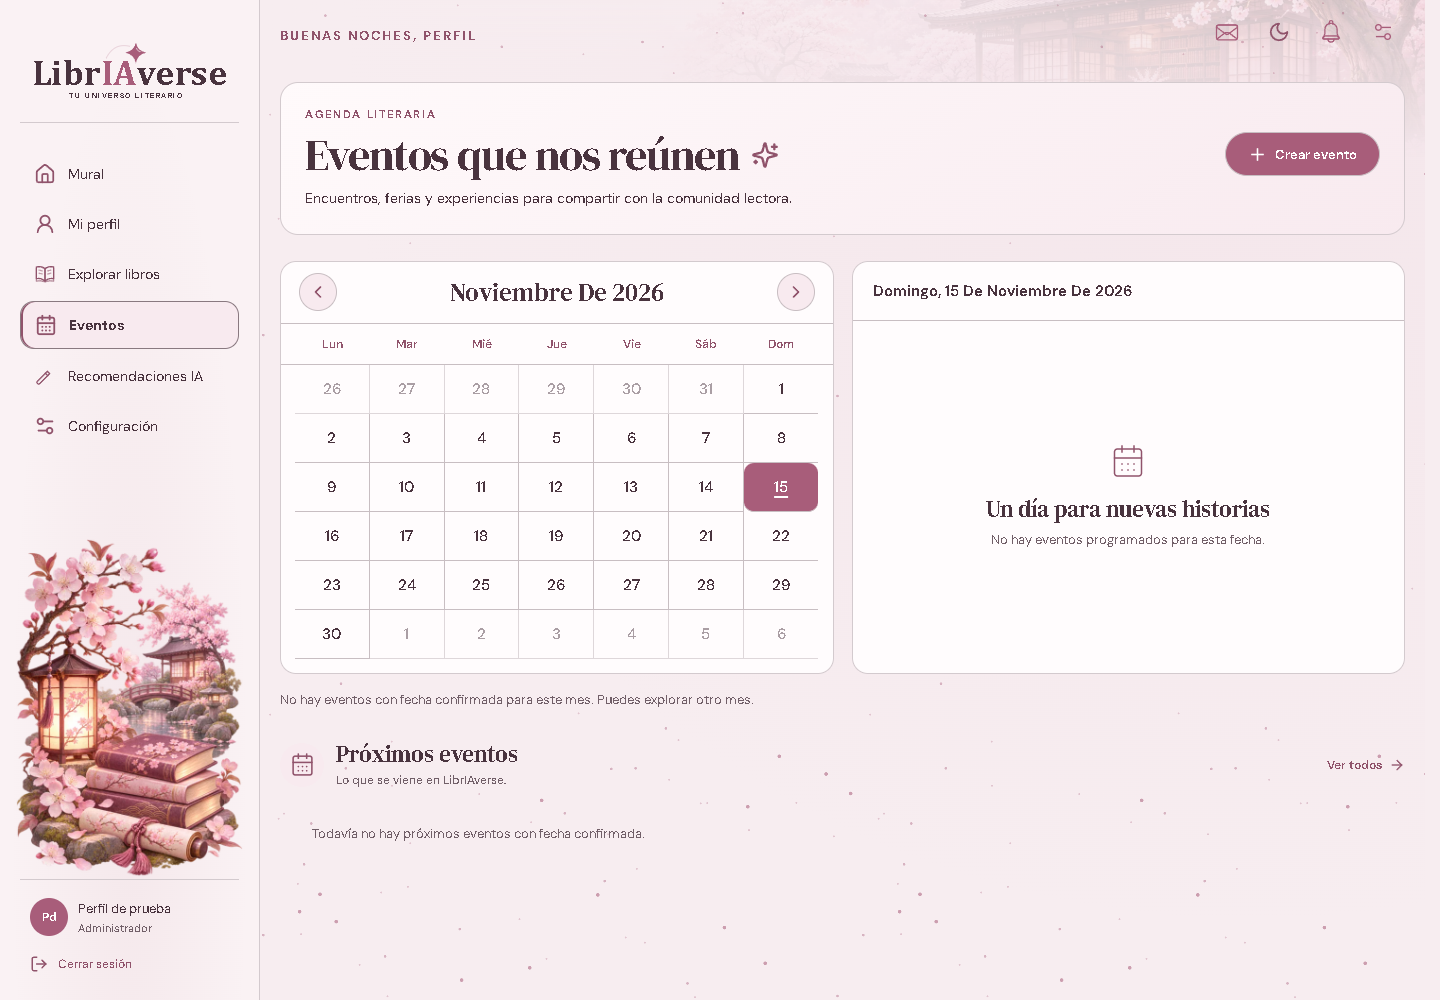 LibrIAverse
TU UNIVERSO LITERARIO
Mural
Mi perfil
Explorar libros
Eventos
Recomendaciones IA
Configuración
Pd
Perfil de prueba
Administrador
Cerrar sesión
BUENAS NOCHES, PERFIL
AGENDA LITERARIA
Eventos que nos reúnen
Encuentros, ferias y experiencias para compartir con la comunidad lectora.
Crear evento
Noviembre De 2026
Lun Mar Mié Jue Vie Sáb Dom
26 27 28 29 30 31 1
2 3 4 5 6 7 8
9 10 11 12 13 14 15
16 17 18 19 20 21 22
23 24 25 26 27 28 29
30 1 2 3 4 5 6
Domingo, 15 De Noviembre De 2026
Un día para nuevas historias
No hay eventos programados para esta fecha.
No hay eventos con fecha confirmada para este mes. Puedes explorar otro mes.
Próximos eventos
Lo que se viene en LibrIAverse.
Ver todos
Todavía no hay próximos eventos con fecha confirmada.